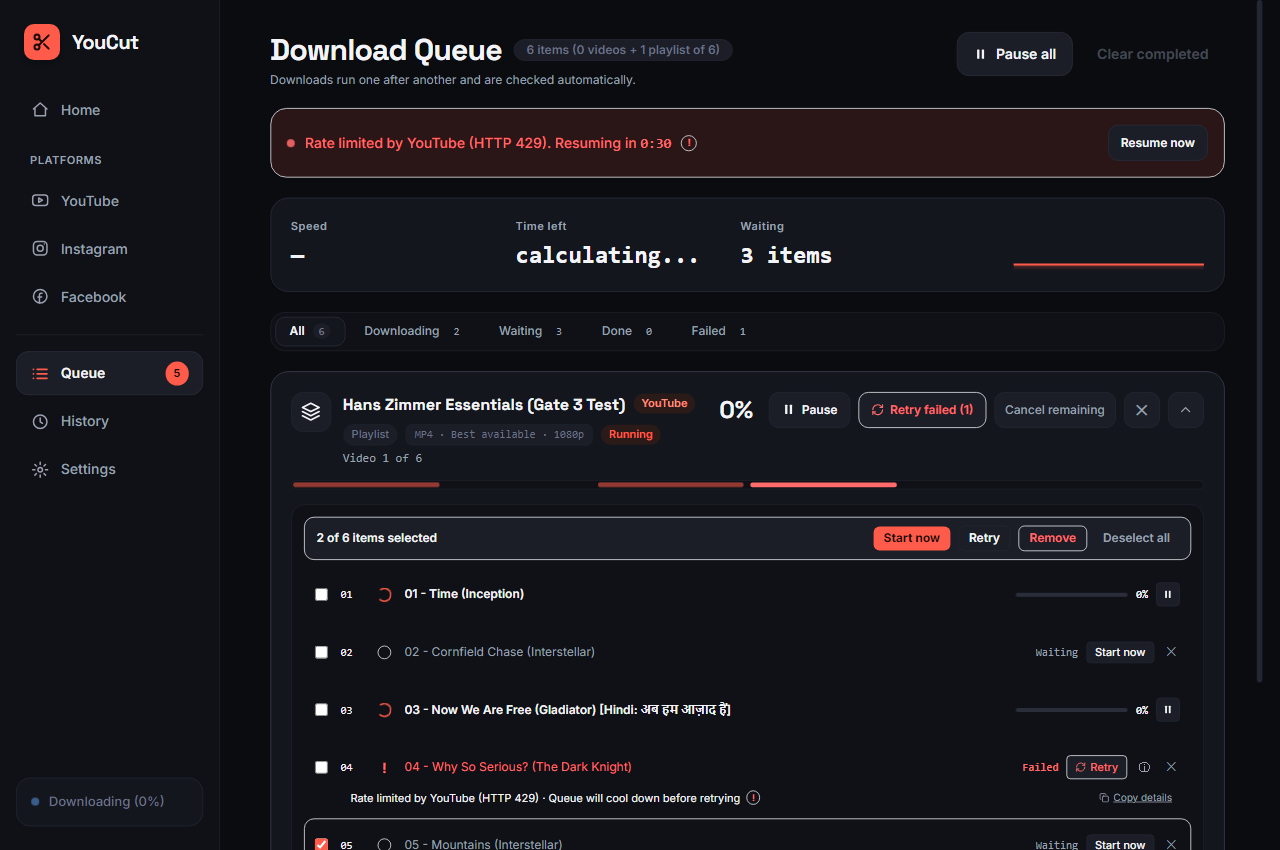 YouCut
Home
PLATFORMS
YouTube
Instagram
Facebook
Queue 5
History
Settings
Downloading (0%)
Download Queue 6 items (0 videos + 1 playlist of 6)
Downloads run one after another and are checked automatically.
Pause all Clear completed
Rate limited by YouTube (HTTP 429). Resuming in 0:30 ! Resume now
Speed Time left Waiting
— calculating... 3 items
All 6 Downloading 2 Waiting 3 Done 0 Failed 1
Hans Zimmer Essentials (Gate 3 Test) YouTube 0% Pause Retry failed (1) Cancel remaining
Playlist MP4 · Best available · 1080p Running
Video 1 of 6
2 of 6 items selected Start now Retry Remove Deselect all
01 01 - Time (Inception) 0%
02 02 - Cornfield Chase (Interstellar) Waiting Start now
03 03 - Now We Are Free (Gladiator) [Hindi: अब हम आज़ाद हैं] 0%
04 ! 04 - Why So Serious? (The Dark Knight) Failed Retry
Rate limited by YouTube (HTTP 429) · Queue will cool down before retrying ! Copy details
05 05 - Mountains (Interstellar) Waiting Start now